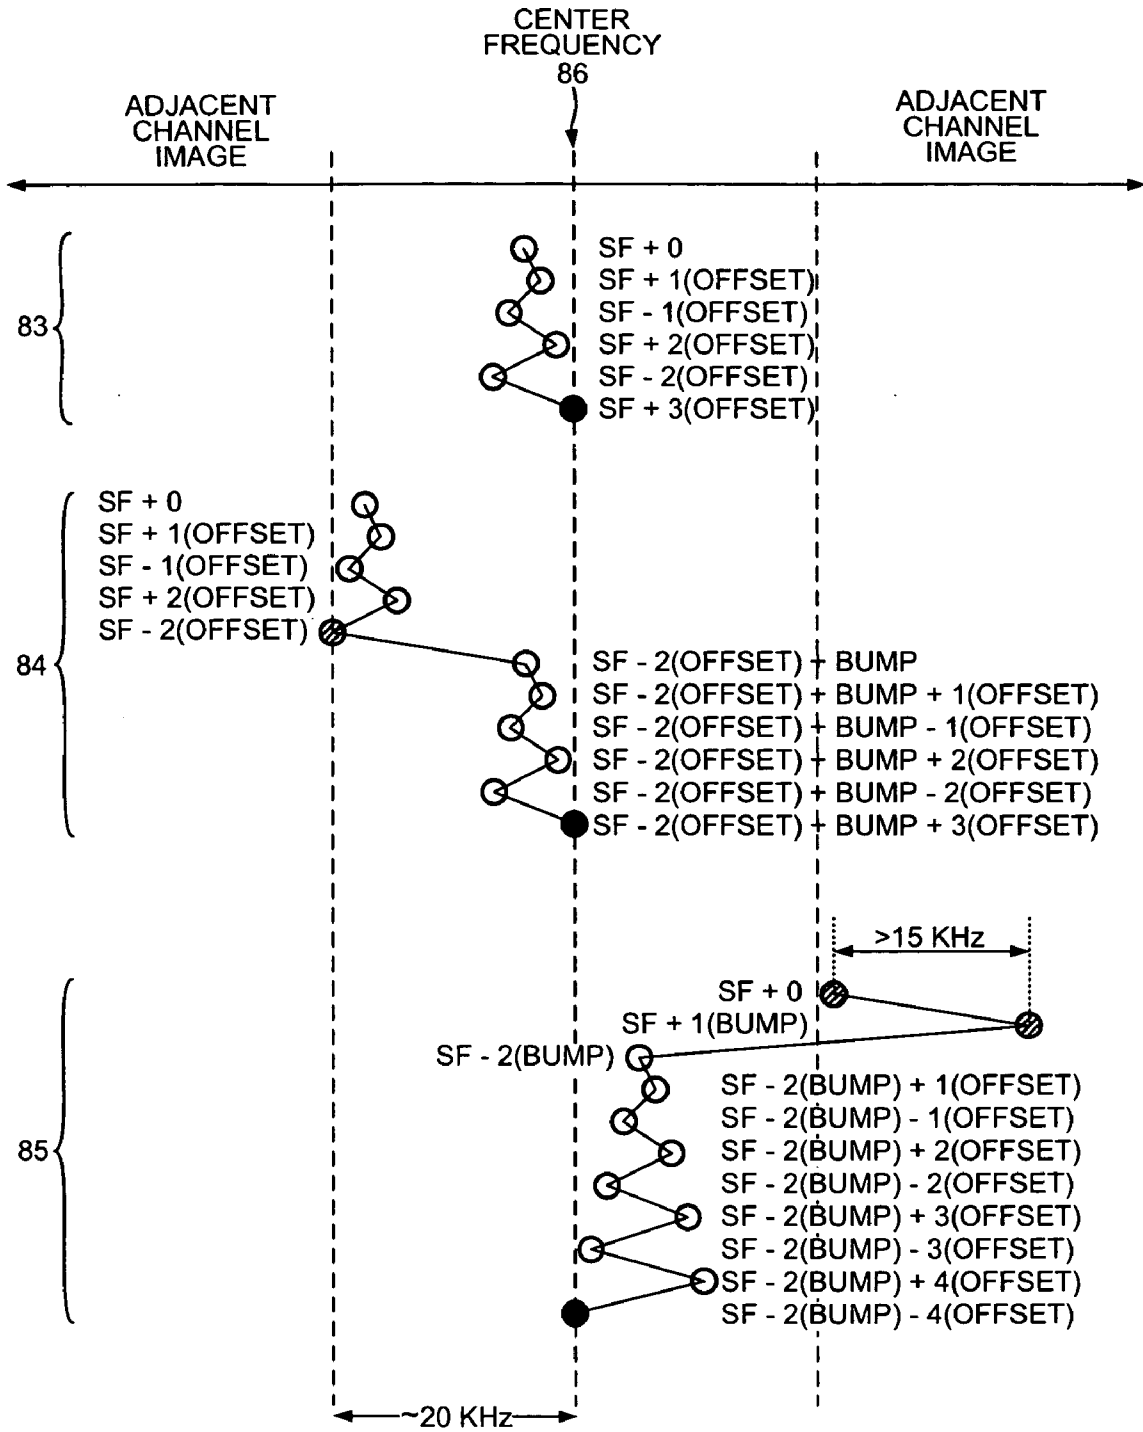 CENTER
FREQUENCY
86
ADJACENT
CHANNEL
IMAGE
ADJACENT
CHANNEL
IMAGE
83
SF + 0
SF + 1(OFFSET)
SF - 1(OFFSET)
SF + 2(OFFSET)
SF - 2(OFFSET)
SF + 3(OFFSET)
84
SF + 0
SF + 1(OFFSET)
SF - 1(OFFSET)
SF + 2(OFFSET)
SF - 2(OFFSET)
SF - 2(OFFSET) + BUMP
SF - 2(OFFSET) + BUMP + 1(OFFSET)
SF - 2(OFFSET) + BUMP - 1(OFFSET)
SF - 2(OFFSET) + BUMP + 2(OFFSET)
SF - 2(OFFSET) + BUMP - 2(OFFSET)
SF - 2(OFFSET) + BUMP + 3(OFFSET)
>15 KHz
85
SF + 0
SF + 1(BUMP)
SF - 2(BUMP)
SF - 2(BUMP) + 1(OFFSET)
SF - 2(BUMP) - 1(OFFSET)
SF - 2(BUMP) + 2(OFFSET)
SF - 2(BUMP) - 2(OFFSET)
SF - 2(BUMP) + 3(OFFSET)
SF - 2(BUMP) - 3(OFFSET)
SF - 2(BUMP) + 4(OFFSET)
SF - 2(BUMP) - 4(OFFSET)
~20 KHz